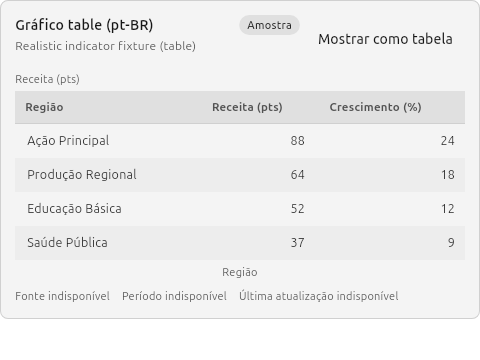 Gráfico table (pt-BR)
Amostra
Mostrar como tabela
Realistic indicator fixture (table)
Receita (pts)
Região Receita (pts) Crescimento (%)
Ação Principal 88 24
Produção Regional 64 18
Educação Básica 52 12
Saúde Pública 37 9
Região
Fonte indisponível Período indisponível Última atualização indisponível